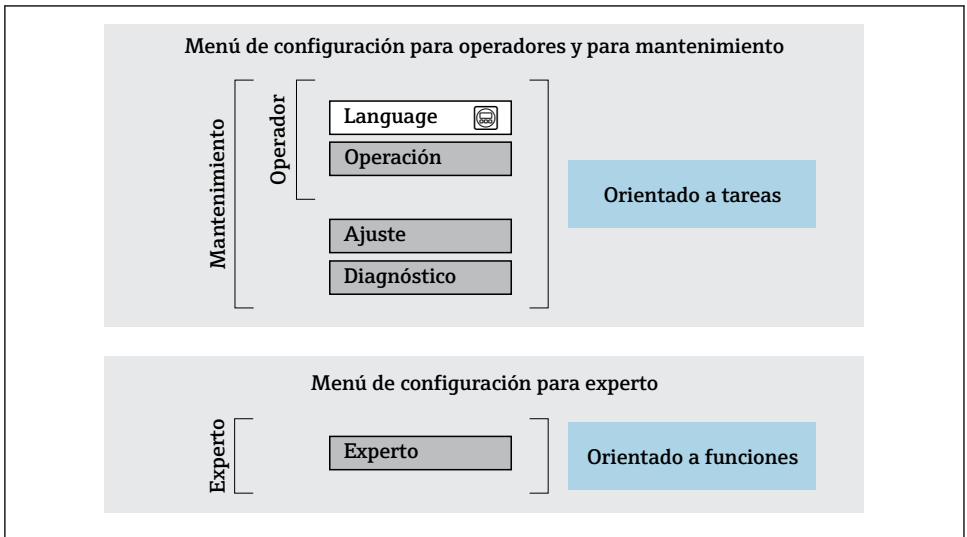 Menú de configuración para operadores y para mantenimiento
Mantenimiento
Operador
Language
Operación
Ajuste
Diagnóstico
Orientado a tareas
Menú de configuración para experto
Experto
Experto
Orientado a funciones